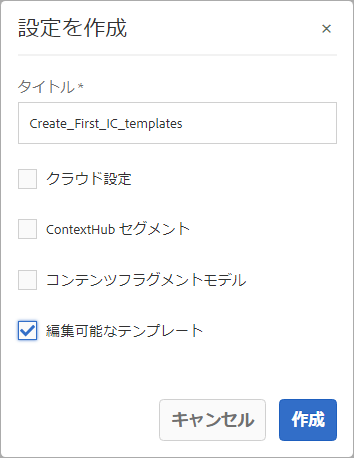 設定を作成
タイトル *
Create_First_IC_templates
クラウド設定
ContextHub セグメント
コンテンツフラグメントモデル
編集可能なテンプレート
キャンセル 作成